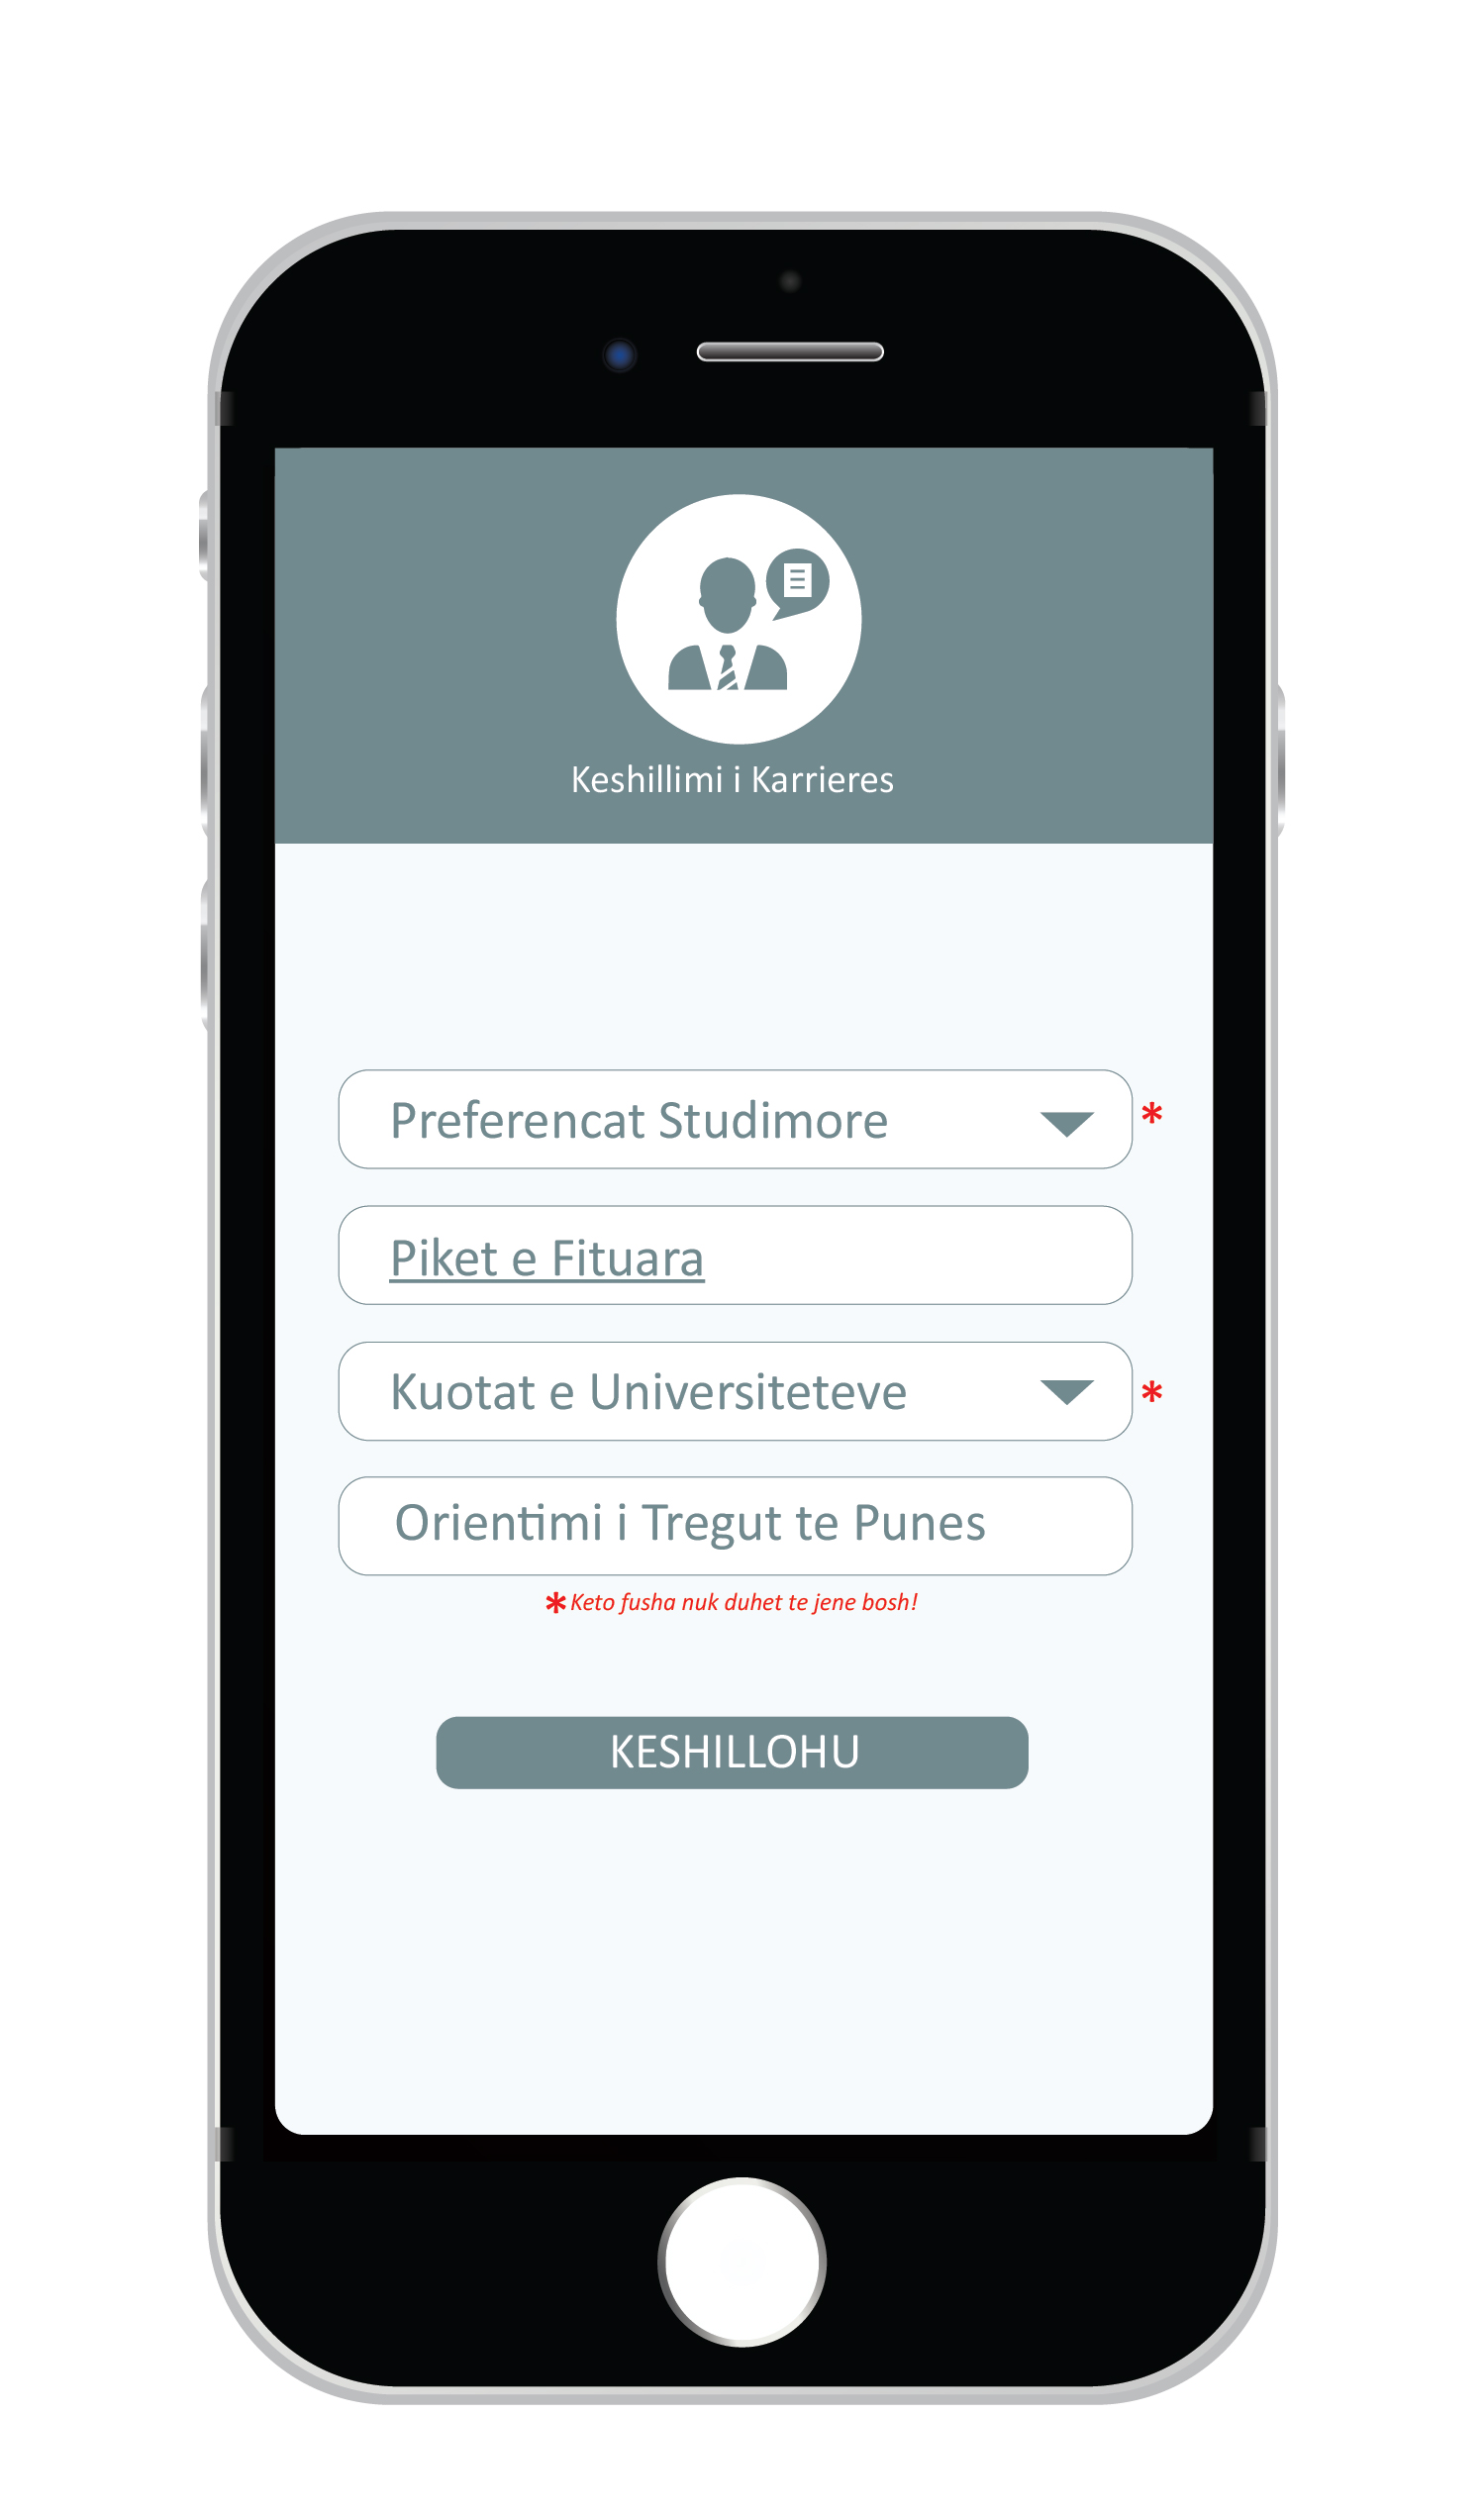 Keshillimi i Karrieres
Preferencat Studimore *
Piket e Fituara
Kuotat e Universiteteve *
Orientimi i Tregut te Punes
*Keto fusha nuk duhet te jene bosh!
KESHILLOHU